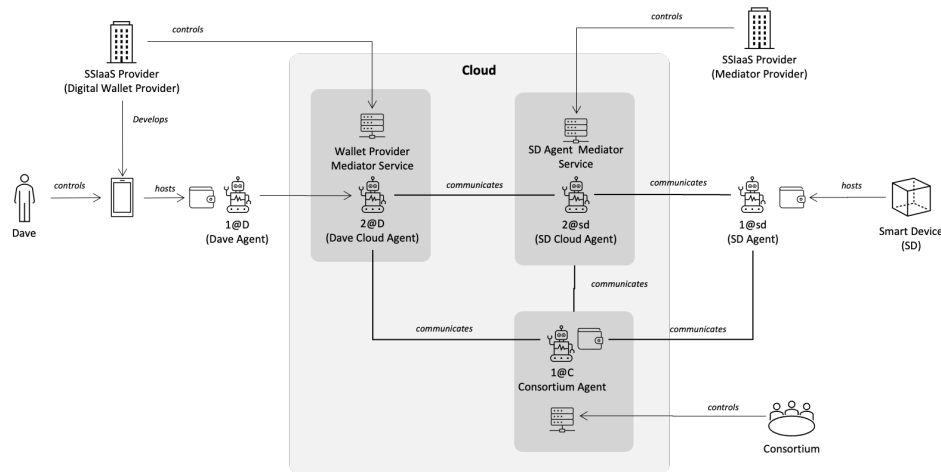 controls
controls
SSIaaS Provider
(Digital Wallet Provider)
SSIaaS Provider
(Mediator Provider)
Cloud
Develops
Wallet Provider
Mediator Service
SD Agent Mediator
Service
controls
hosts
communicates
communicates
hosts
Dave
1@D
(Dave Agent)
2@D
(Dave Cloud Agent)
2@sd
(SD Cloud Agent)
1@sd
(SD Agent)
Smart Device
(SD)
communicates
communicates
communicates
1@C
Consortium Agent
controls
Consortium